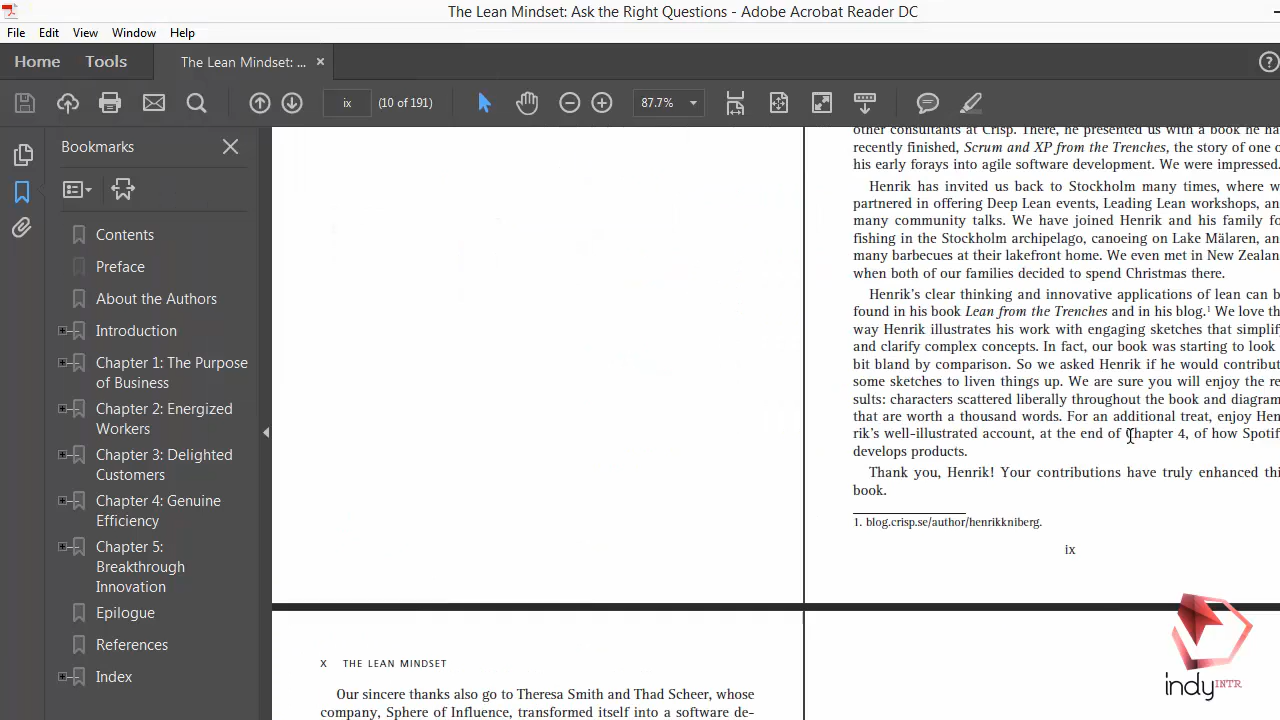 The Lean Mindset: Ask the Right Questions - Adobe Acrobat Reader DC
File Edit View Window Help
Home Tools The Lean Mindset: ... ×
ix (10 of 191) 87.7%
Bookmarks
Contents
Preface
About the Authors
Introduction
Chapter 1: The Purpose
of Business
Chapter 2: Energized
Workers
Chapter 3: Delighted
Customers
Chapter 4: Genuine
Efficiency
Chapter 5:
Breakthrough
Innovation
Epilogue
References
Index
other consultants at Crisp. There, he presented us with a book he ha
recently finished, Scrum and XP from the Trenches, the story of one o
his early forays into agile software development. We were impressed.
Henrik has invited us back to Stockholm many times, where w
partnered in offering Deep Lean events, Leading Lean workshops, an
many community talks. We have joined Henrik and his family fo
fishing in the Stockholm archipelago, canoeing on Lake Mälaren, an
many barbecues at their lakefront home. We even met in New Zealan
when both of our families decided to spend Christmas there.
Henrik's clear thinking and innovative applications of lean can b
found in his book Lean from the Trenches and in his blog.¹ We love th
way Henrik illustrates his work with engaging sketches that simplify
and clarify complex concepts. In fact, our book was starting to look
bit bland by comparison. So we asked Henrik if he would contribut
some sketches to liven things up. We are sure you will enjoy the re
sults: characters scattered liberally throughout the book and diagram
that are worth a thousand words. For an additional treat, enjoy Hen
rik's well-illustrated account, at the end of Chapter 4, of how Spotif
develops products.
Thank you, Henrik! Your contributions have truly enhanced thi
book.
1. blog.crisp.se/author/henrikkniberg.
ix
X THE LEAN MINDSET
Our sincere thanks also go to Theresa Smith and Thad Scheer, whose
company, Sphere of Influence, transformed itself into a software de-
indy INTR